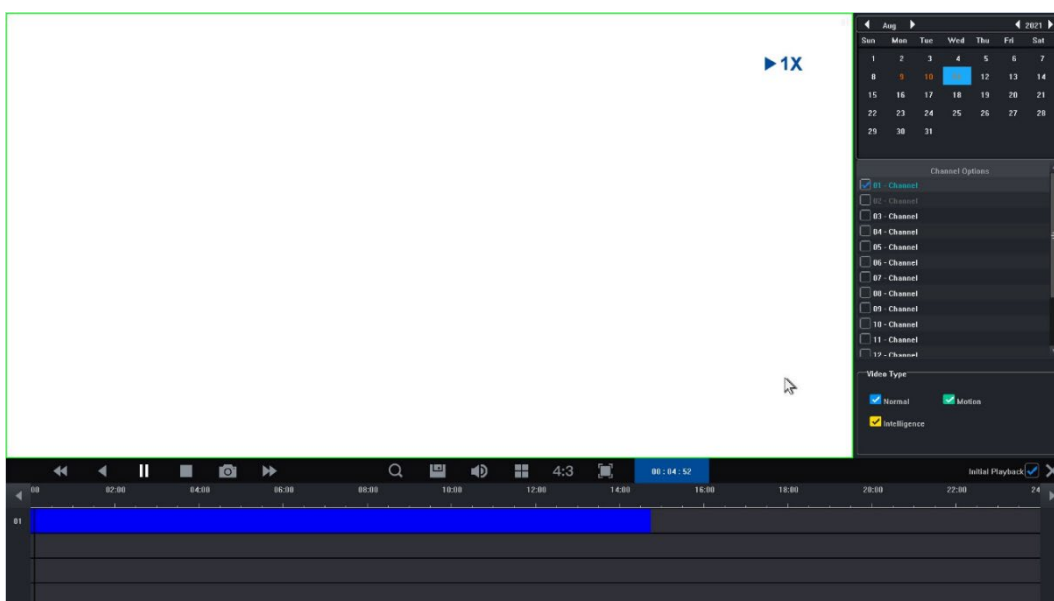 ▶1X
Aug 2021
Sun Mon Tue Wed Thu Fri Sat
1 2 3 4 5 6 7
8 9 10 12 13 14
15 16 17 18 19 20 21
22 23 24 25 26 27 28
29 30 31
Channel Options
01 - Channel
02 - Channel
03 - Channel
04 - Channel
05 - Channel
06 - Channel
07 - Channel
08 - Channel
09 - Channel
10 - Channel
11 - Channel
12 - Channel
Video Type
Normal Motion
Intelligence
4:3 00:04:52 Initial Playback
00 02:00 04:00 06:00 08:00 10:00 12:00 14:00 16:00 18:00 20:00 22:00 24
01